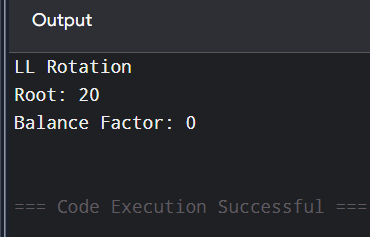 Output
LL Rotation
Root: 20
Balance Factor: 0
=== Code Execution Successful ===